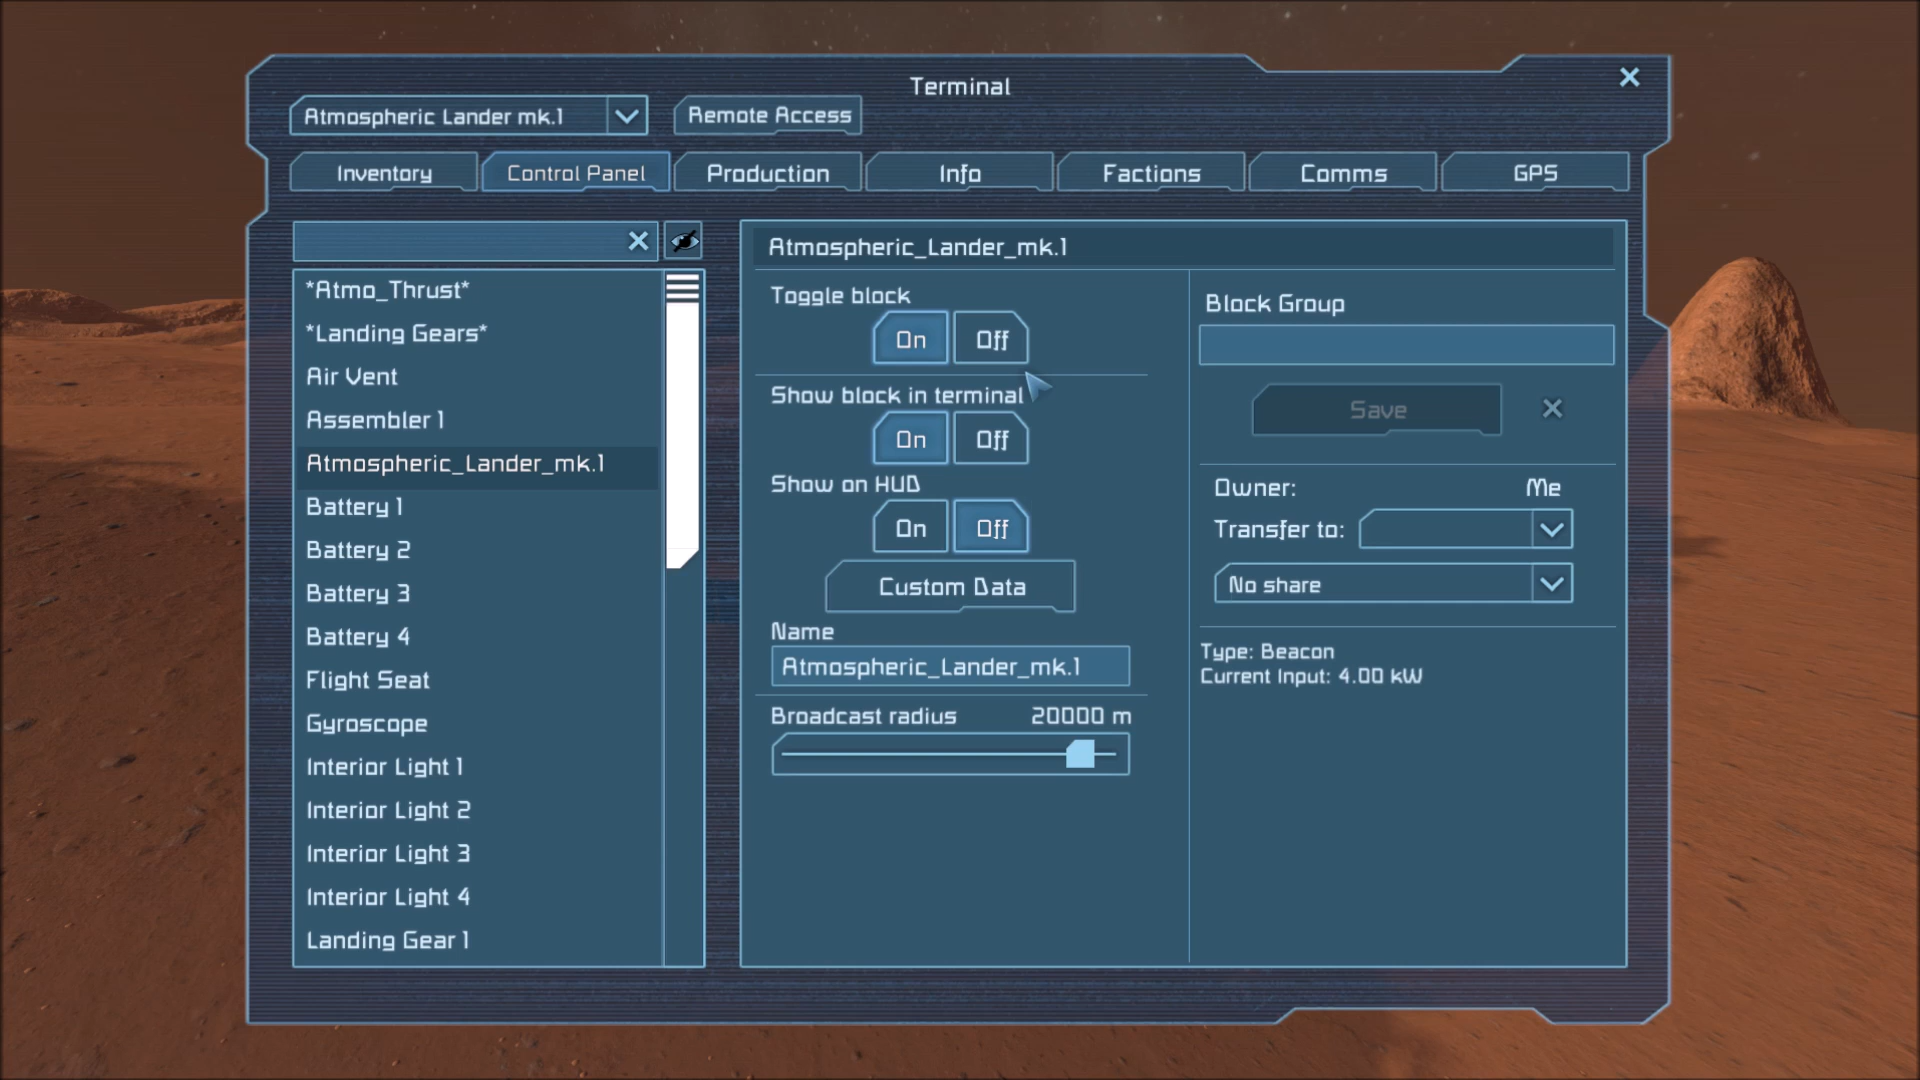 Terminal
Atmospheric Lander mk.1
Remote Access
Inventory
Control Panel
Production
Info
Factions
Comms
GPS
*Atmo_Thrust*
*Landing Gears*
Air Vent
Assembler 1
Atmospheric_Lander_mk.1
Battery 1
Battery 2
Battery 3
Battery 4
Flight Seat
Gyroscope
Interior Light 1
Interior Light 2
Interior Light 3
Interior Light 4
Landing Gear 1
Atmospheric_Lander_mk.1
Toggle block
On Off
Show block in terminal
On Off
Show on HUD
On Off
Custom Data
Name
Atmospheric_Lander_mk.1
Broadcast radius 20000 m
Block Group
Save
Owner: Me
Transfer to:
No share
Type: Beacon
Current Input: 4.00 kW